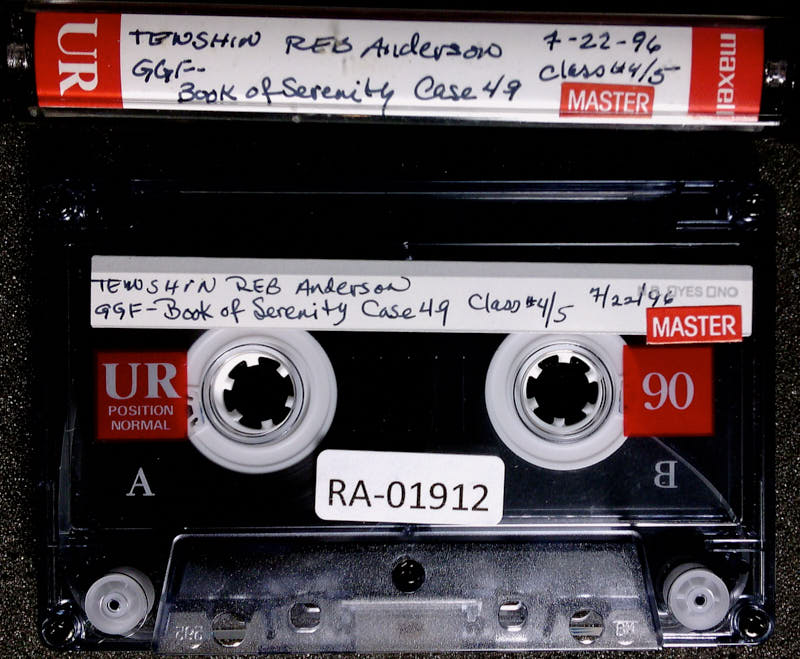 UR
TENSHIN REB Anderson 7-22-96
GGF- Class #4/5
Book of Serenity Case 49
MASTER
maxell
TENSHIN REB Anderson
GGF-Book of Serenity Case 49 Class #4/5 7/22/96
YES NO
MASTER
UR
POSITION
NORMAL
90
A
B
RA-01912